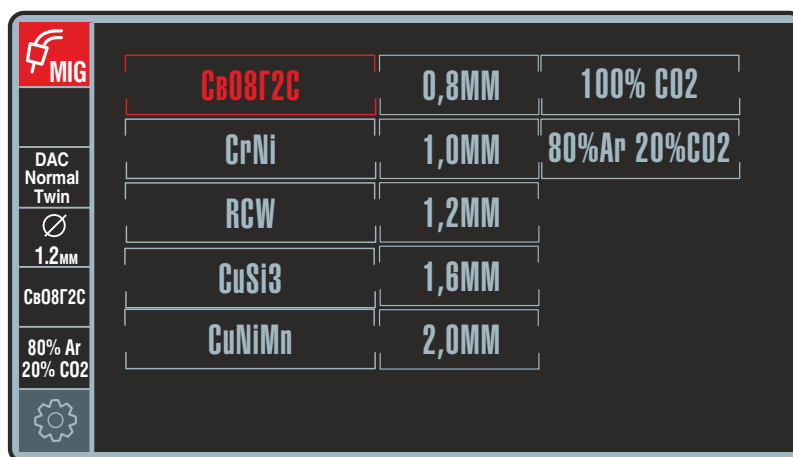 MIG
DAC
Normal
Twin
Ø
1.2мм
Св08Г2С
80% Ar
20% CO2
Св08Г2С 0,8ММ 100% CO2
CrNi 1,0ММ 80%Ar 20%CO2
RCW 1,2ММ
CuSi3 1,6ММ
CuNiMn 2,0ММ